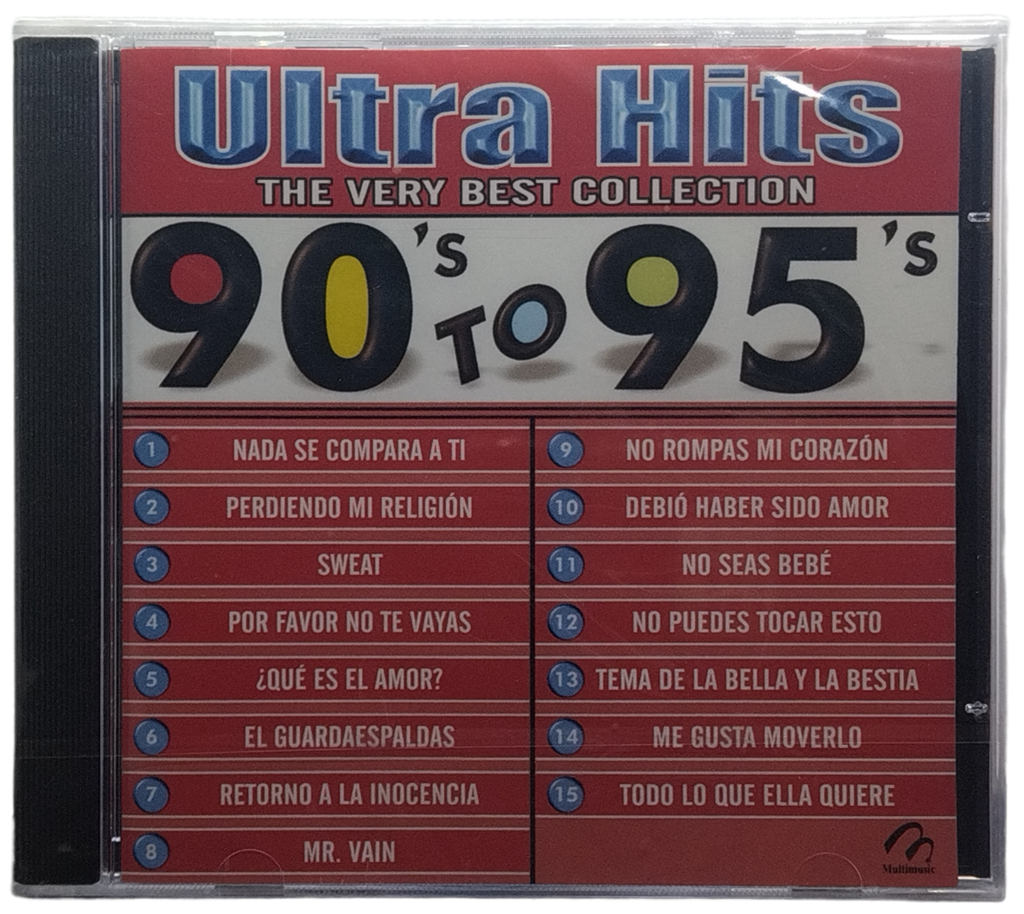 Ultra Hits
THE VERY BEST COLLECTION
90's TO 95's
1 NADA SE COMPARA A TI
2 PERDIENDO MI RELIGIÓN
3 SWEAT
4 POR FAVOR NO TE VAYAS
5 ¿QUÉ ES EL AMOR?
6 EL GUARDAESPALDAS
7 RETORNO A LA INOCENCIA
8 MR. VAIN
9 NO ROMPAS MI CORAZÓN
10 DEBIÓ HABER SIDO AMOR
11 NO SEAS BEBÉ
12 NO PUEDES TOCAR ESTO
13 TEMA DE LA BELLA Y LA BESTIA
14 ME GUSTA MOVERLO
15 TODO LO QUE ELLA QUIERE
Multimusic